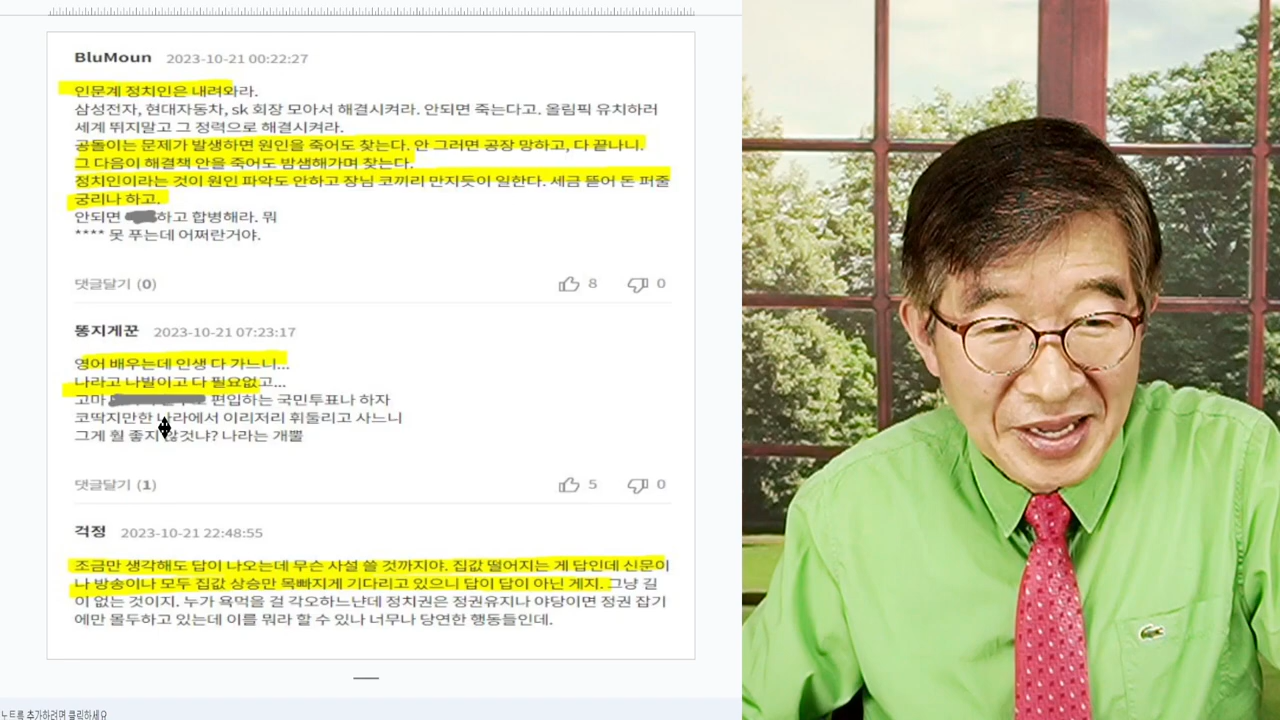 BluMoun 2023-10-21 00:22:27
인문계 정치인은 내려와라.
삼성전자, 현대자동차, sk 회장 모아서 해결시켜라. 안되면 죽는다고. 올림픽 유치하러
세계 뛰지말고 그 정력으로 해결시켜라.
공돌이는 문제가 발생하면 원인을 죽어도 찾는다. 안 그러면 공장 망하고, 다 끝나니.
그 다음이 해결책 안을 죽어도 밤샘해가며 찾는다.
정치인이라는 것이 원인 파악도 안하고 장님 코끼리 만지듯이 일한다. 세금 뜯어 돈 퍼줄
궁리나 하고.
안되면 하고 합병해라. 뭐
**** 못 푸는데 어쩌란거야.
댓글달기 (0) 8 0
똥지게꾼 2023-10-21 07:23:17
영어 배우는데 인생 다 가느니...
나라고 나발이고 다 필요없고...
고마 편입하는 국민투표나 하자
코딱지만한 나라에서 이리저리 휘둘리고 사느니
그게 훨 좋지 않것냐? 나라는 개뿔
댓글달기 (1) 5 0
걱정 2023-10-21 22:48:55
조금만 생각해도 답이 나오는데 무슨 사설 쓸 것까지야. 집값 떨어지는 게 답인데 신문이
나 방송이나 모두 집값 상승만 목빠지게 기다리고 있으니 답이 답이 아닌 게지. 그냥 길
이 없는 것이지. 누가 욕먹을 걸 각오하느냔데 정치권은 정권유지나 야당이면 정권 잡기
에만 몰두하고 있는데 이를 뭐라 할 수 있나 너무나 당연한 행동들인데.
노트를 추가하려면 클릭하세요